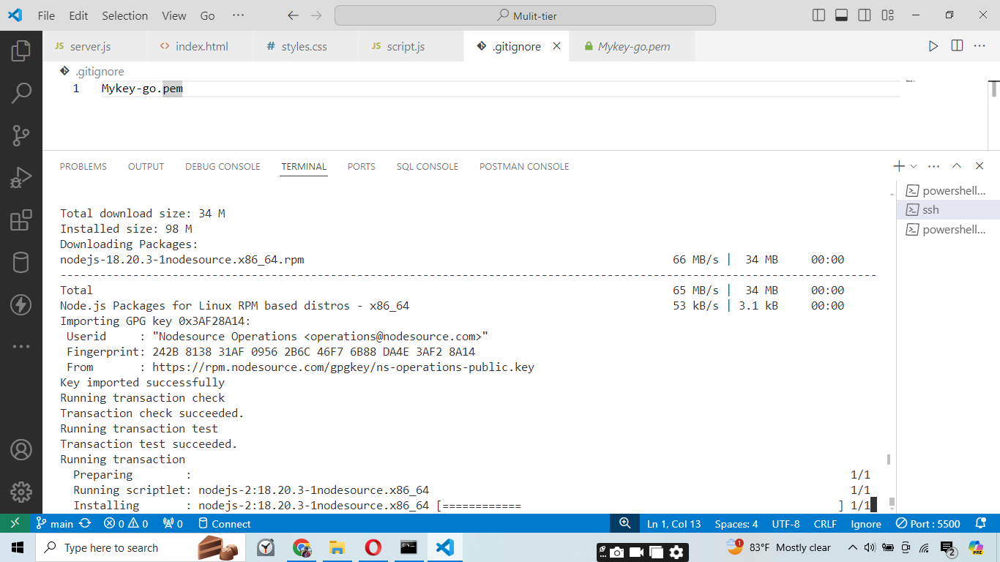 File Edit Selection View Go ··· Mulit-tier
JS server.js <> index.html # styles.css JS script.js .gitignore Mykey-go.pem
.gitignore
1 Mykey-go.pem
PROBLEMS OUTPUT DEBUG CONSOLE TERMINAL PORTS SQL CONSOLE POSTMAN CONSOLE
powershell...
ssh
powershell...
Total download size: 34 M
Installed size: 98 M
Downloading Packages:
nodejs-18.20.3-1nodesource.x86_64.rpm 66 MB/s | 34 MB 00:00
--------------------------------------------------------------------------------
Total 65 MB/s | 34 MB 00:00
Node.js Packages for Linux RPM based distros - x86_64 53 kB/s | 3.1 kB 00:00
Importing GPG key 0x3AF28A14:
Userid : "Nodesource Operations <operations@nodesource.com>"
Fingerprint: 242B 8138 31AF 0956 2B6C 46F7 6B88 DA4E 3AF2 8A14
From : https://rpm.nodesource.com/gpgkey/ns-operations-public.key
Key imported successfully
Running transaction check
Transaction check succeeded.
Running transaction test
Transaction test succeeded.
Running transaction
Preparing : 1/1
Running scriptlet: nodejs-2:18.20.3-1nodesource.x86_64 1/1
Installing : nodejs-2:18.20.3-1nodesource.x86_64 [============ ] 1/1
main 0 0 0 Connect Ln 1, Col 13 Spaces: 4 UTF-8 CRLF Ignore Port : 5500
Type here to search 1 83°F Mostly clear 2 PRE